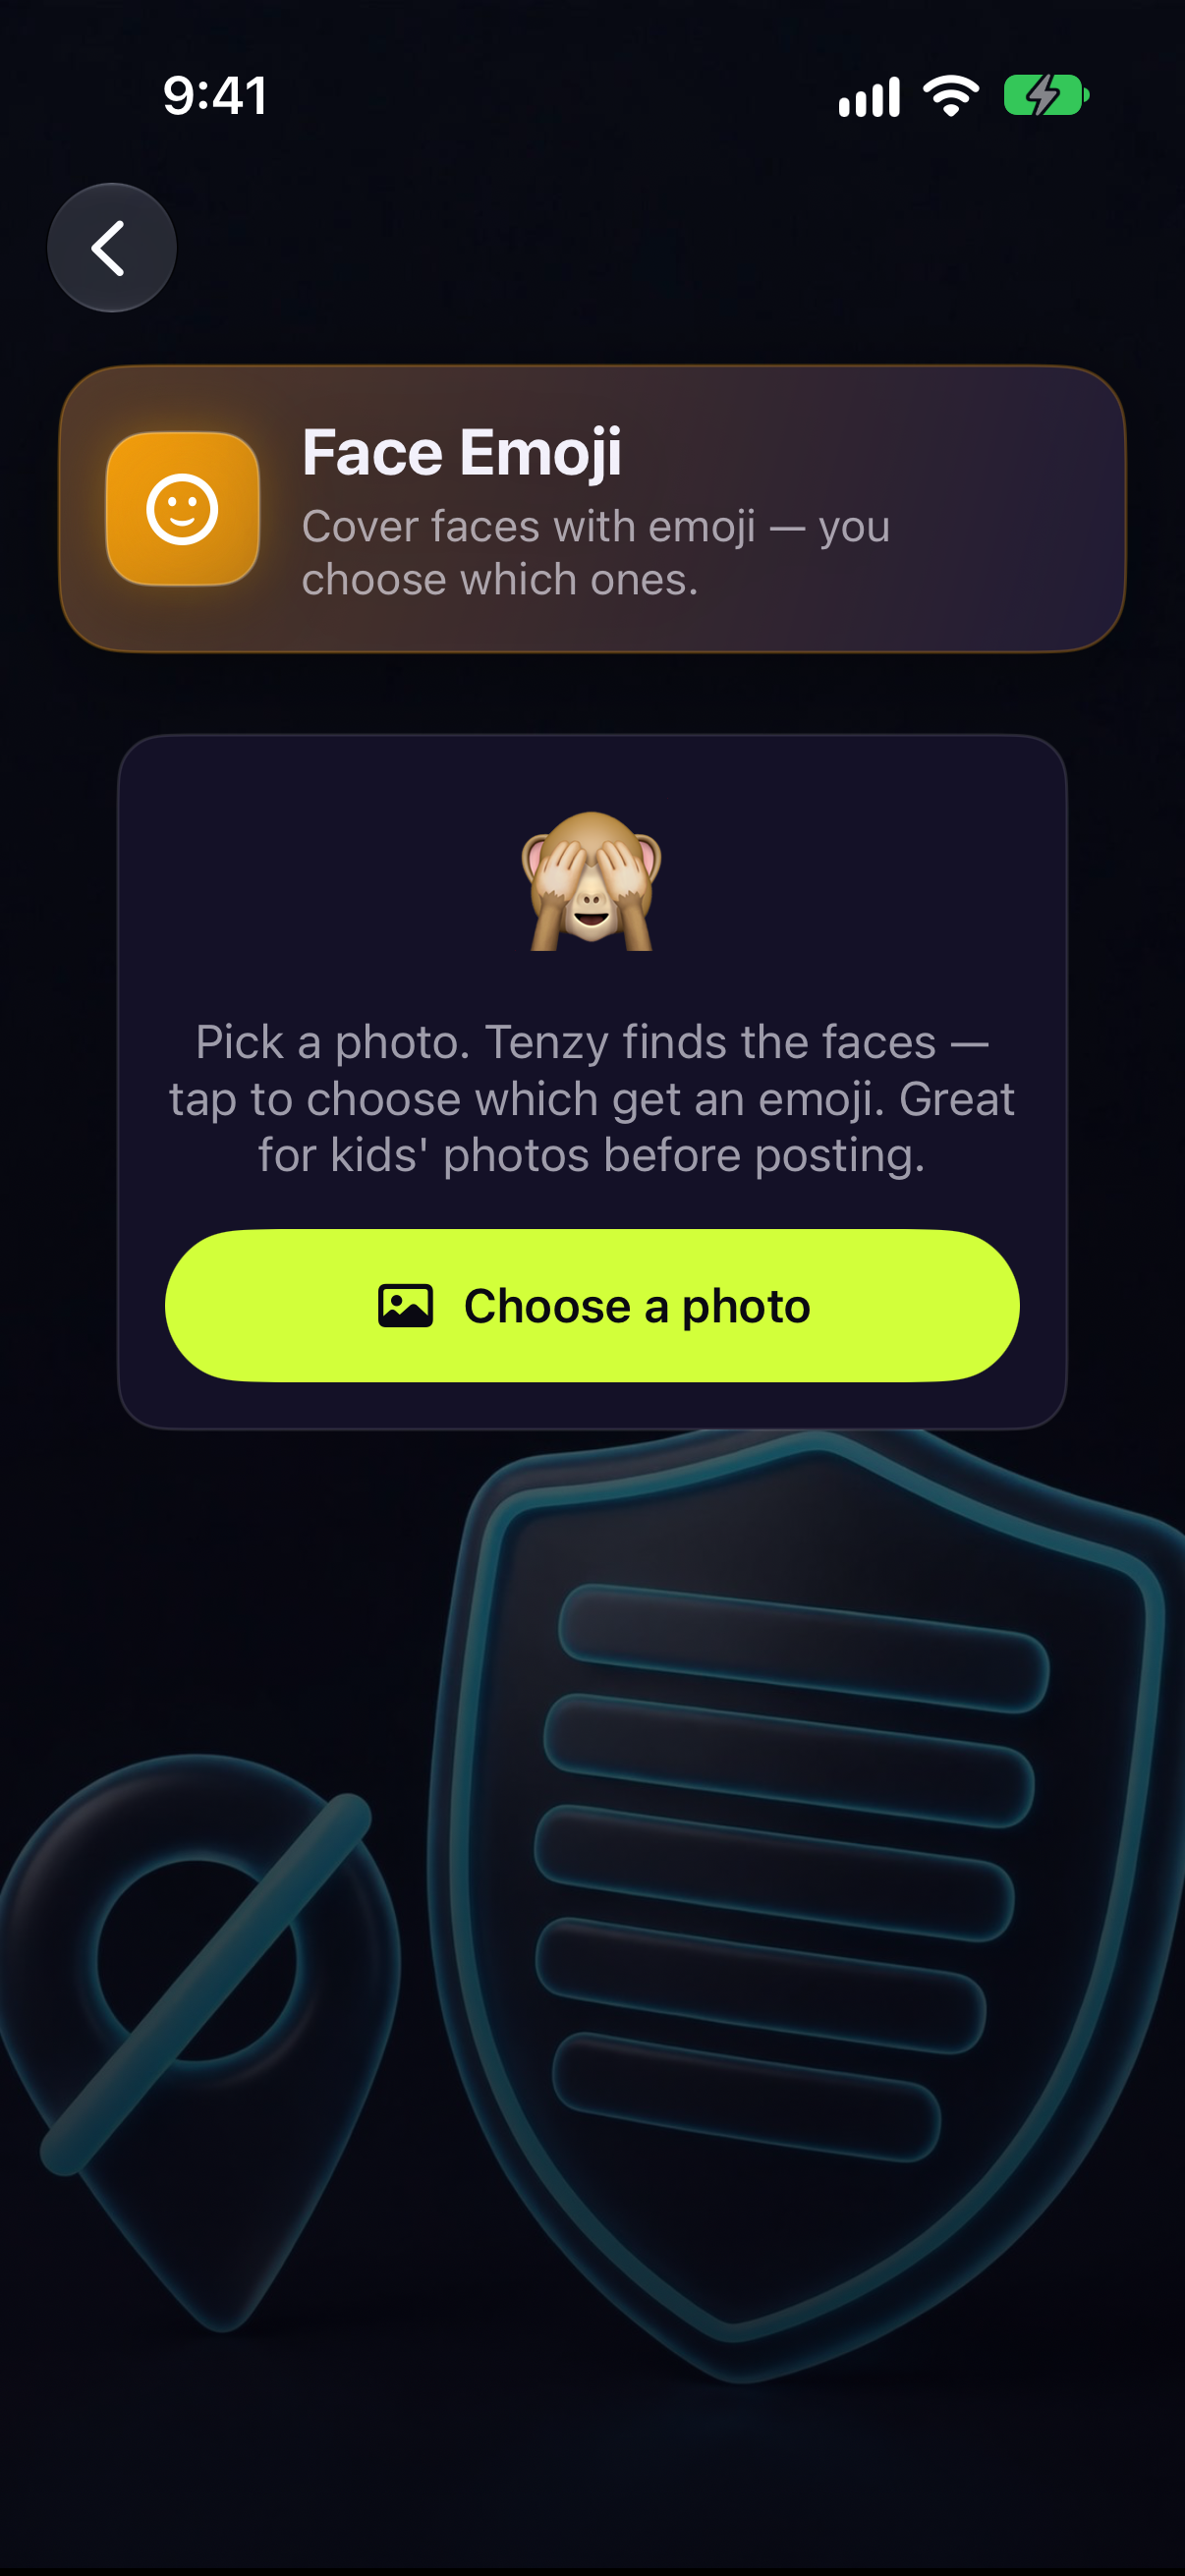 9:41
Face Emoji
Cover faces with emoji — you
choose which ones.
Pick a photo. Tenzy finds the faces —
tap to choose which get an emoji. Great
for kids' photos before posting.
Choose a photo